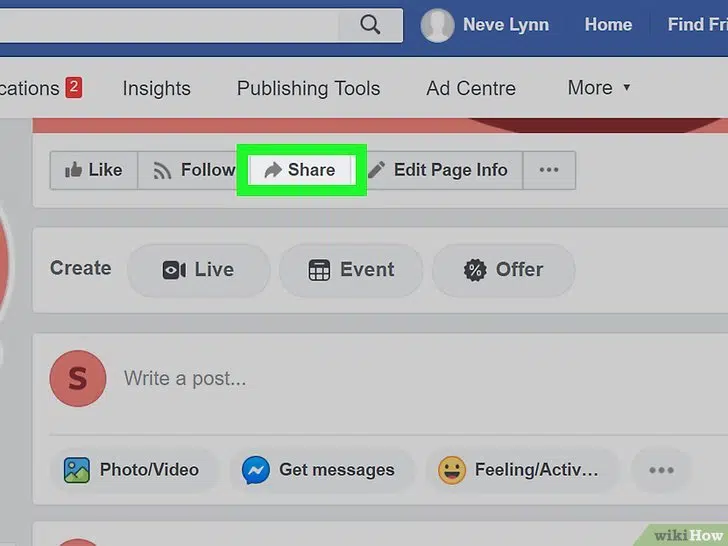 Neve Lynn Home Find Fri
cations 2 Insights Publishing Tools Ad Centre More
Like Follow Share Edit Page Info
Create Live Event Offer
S Write a post...
Photo/Video Get messages Feeling/Activ...
wikiHow